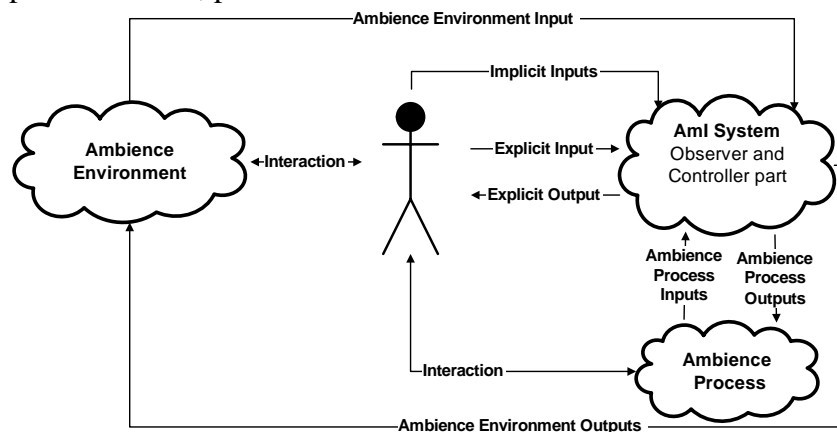 Ambience Environment Input
Implicit Inputs
AmI System
Observer and
Controller part
Ambience
Environment
Interaction
Explicit Input
Explicit Output
Ambience
Process
Inputs
Ambience
Process
Outputs
Interaction
Ambience
Process
Ambience Environment Outputs